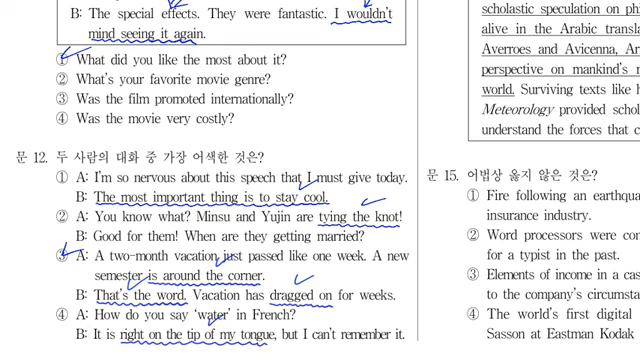 B: The special effects. They were fantastic. I wouldn't
mind seeing it again.
① What did you like the most about it?
② What's your favorite movie genre?
③ Was the film promoted internationally?
④ Was the movie very costly?
문 12. 두 사람의 대화 중 가장 어색한 것은?
① A: I'm so nervous about this speech that I must give today.
B: The most important thing is to stay cool.
② A: You know what? Minsu and Yujin are tying the knot!
B: Good for them! When are they getting married?
③ A: A two-month vacation just passed like one week. A new
semester is around the corner.
B: That's the word. Vacation has dragged on for weeks.
④ A: How do you say 'water' in French?
B: It is right on the tip of my tongue, but I can't remember it.
scholastic speculation on
alive in the Arabic
Averroes and Avicenna,
perspective on mankind's
world. Surviving texts like
Meteorology provided
understand the forces that
문 15. 어법상 옳지 않은 것은?
① Fire following an
insurance industry.
② Word processors were
for a typist in the past.
③ Elements of income in a
to the company's
④ The world's first digital
Sasson at Eastman Kodak